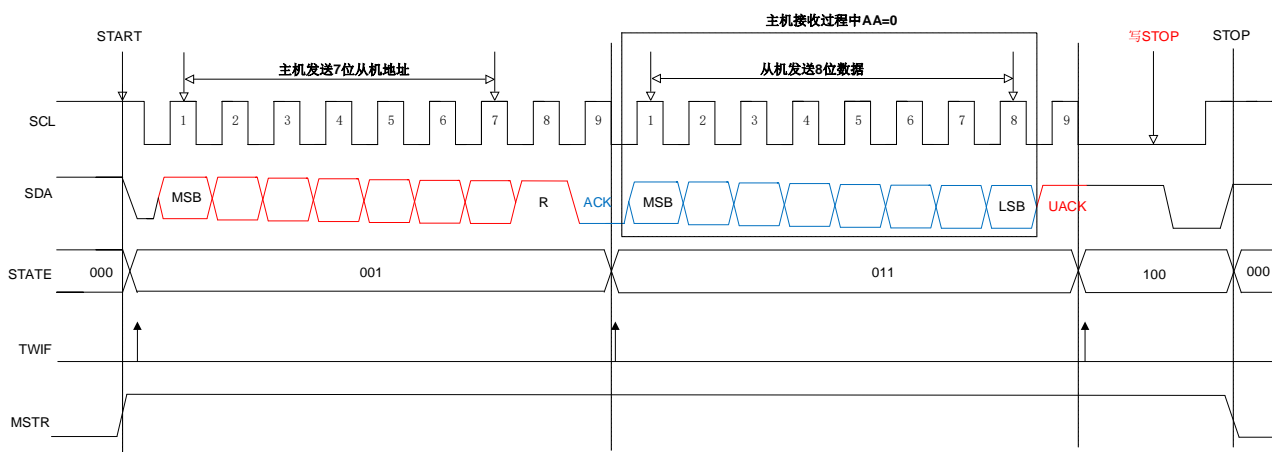 主机接收过程中AA=0
START
写STOP
STOP
主机发送7位从机地址
从机发送8位数据
SCL
1 2 3 4 5 6 7 8 9 1 2 3 4 5 6 7 8 9
SDA
MSB R ACK MSB LSB UACK
STATE 000 001 011 100 000
TWIF
MSTR